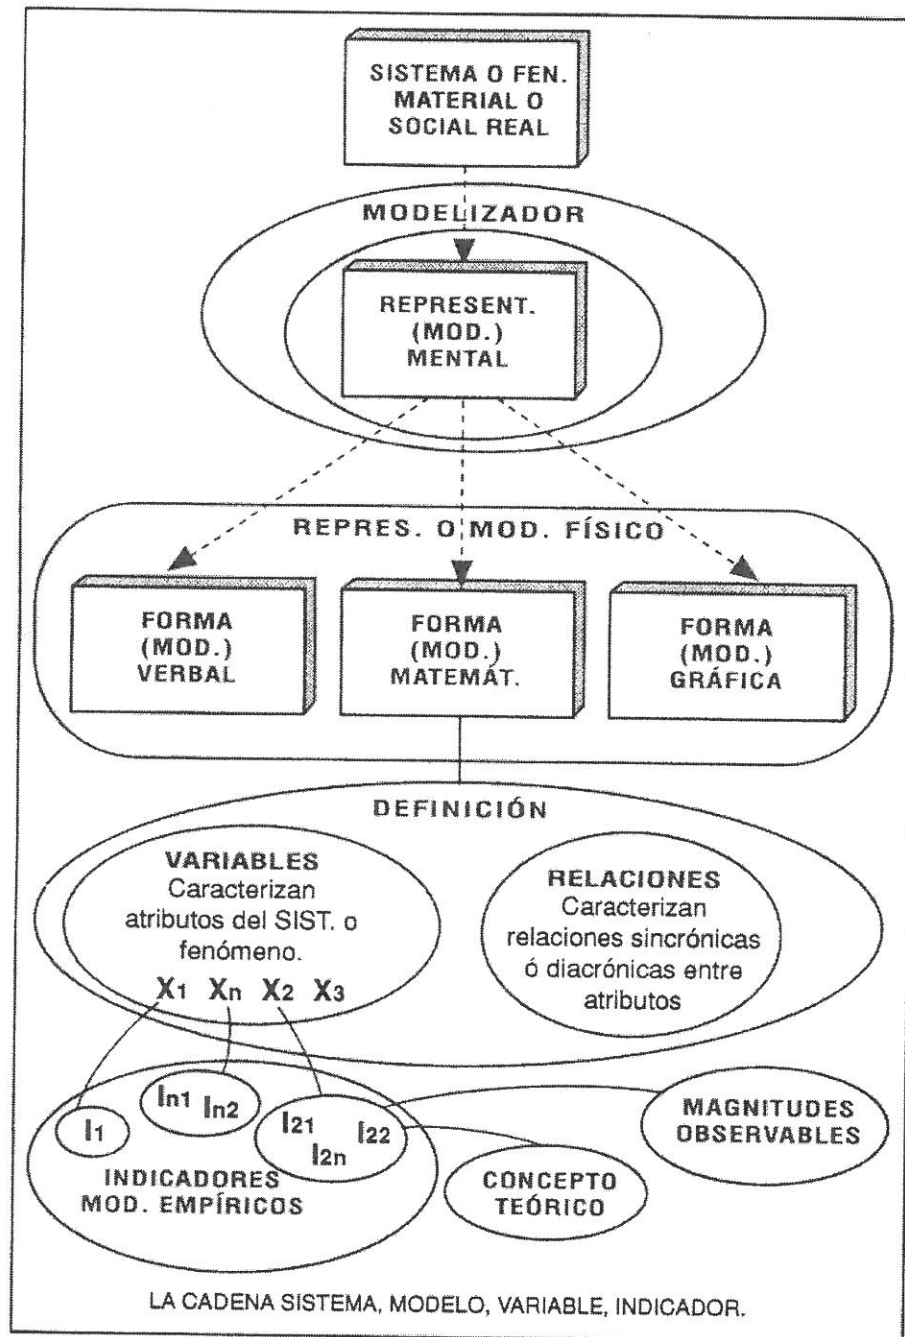 SISTEMA O FEN.
MATERIAL O
SOCIAL REAL
MODELIZADOR
REPRESENT.
(MOD.)
MENTAL
REPRES. O MOD. FÍSICO
FORMA
(MOD.)
VERBAL
FORMA
(MOD.)
MATEMÁT.
FORMA
(MOD.)
GRÁFICA
DEFINICIÓN
VARIABLES
Caracterizan
atributos del SIST. o
fenómeno.
X1 Xn X2 X3
RELACIONES
Caracterizan
relaciones sincrónicas
ó diacrónicas entre
atributos
I1
In1
In2
I21
I22
I2n
INDICADORES
MOD. EMPÍRICOS
CONCEPTO
TEÓRICO
MAGNITUDES
OBSERVABLES
LA CADENA SISTEMA, MODELO, VARIABLE, INDICADOR.